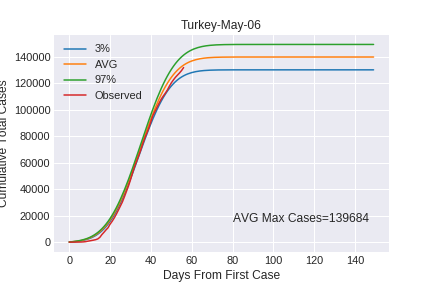 Turkey-May-06
3%
AVG
97%
Observed
140000
120000
100000
80000
60000
40000
20000
0
Cumulative Total Cases
AVG Max Cases=139684
0 20 40 60 80 100 120 140
Days From First Case